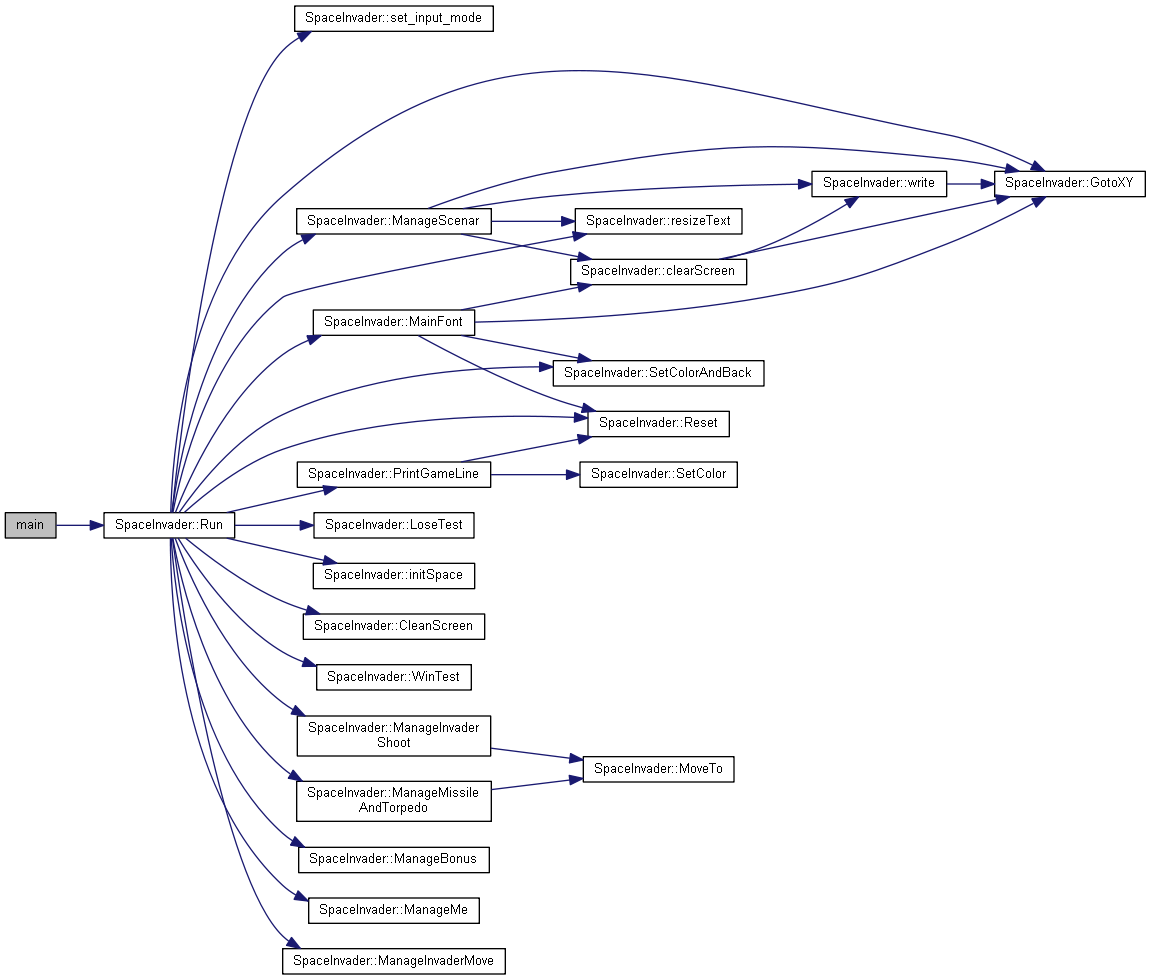 SpaceInvader::set_input_mode
SpaceInvader::write
SpaceInvader::GotoXY
SpaceInvader::ManageScenar
SpaceInvader::resizeText
SpaceInvader::clearScreen
SpaceInvader::MainFont
SpaceInvader::SetColorAndBack
SpaceInvader::Reset
SpaceInvader::PrintGameLine
SpaceInvader::SetColor
main
SpaceInvader::Run
SpaceInvader::LoseTest
SpaceInvader::initSpace
SpaceInvader::CleanScreen
SpaceInvader::WinTest
SpaceInvader::ManageInvader
Shoot
SpaceInvader::MoveTo
SpaceInvader::ManageMissile
AndTorpedo
SpaceInvader::ManageBonus
SpaceInvader::ManageMe
SpaceInvader::ManageInvaderMove